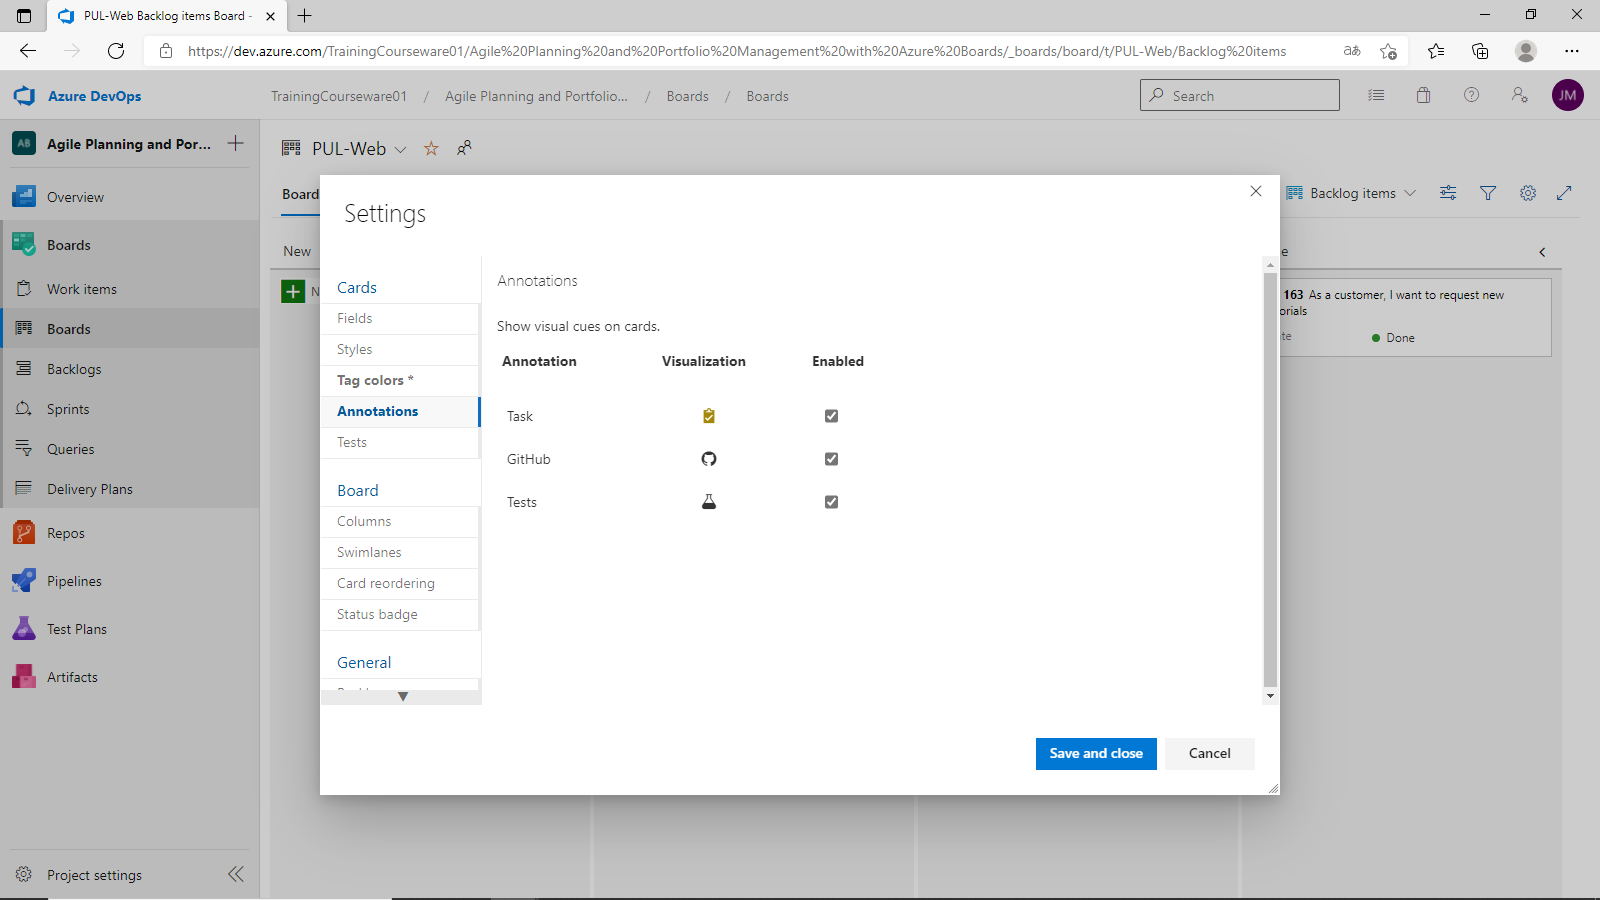 PUL-Web Backlog items Board -
https://dev.azure.com/TrainingCourseware01/Agile%20Planning%20and%20Portfolio%20Management%20with%20Azure%20Boards/_boards/board/t/PUL-Web/Backlog%20items
aあ
Azure DevOps
TrainingCourseware01 / Agile Planning and Portfolio... / Boards / Boards
Search
JM
AB Agile Planning and Por...
Overview
Boards
Work items
Boards
Backlogs
Sprints
Queries
Delivery Plans
Repos
Pipelines
Test Plans
Artifacts
Project settings
PUL-Web
Board
Backlog items
New
N
Settings
Cards
Fields
Styles
Tag colors *
Annotations
Tests
Board
Columns
Swimlanes
Card reordering
Status badge
General
Annotations
Show visual cues on cards.
Annotation Visualization Enabled
Task
GitHub
Tests
Save and close
Cancel
e
163 As a customer, I want to request new
orials
te
Done